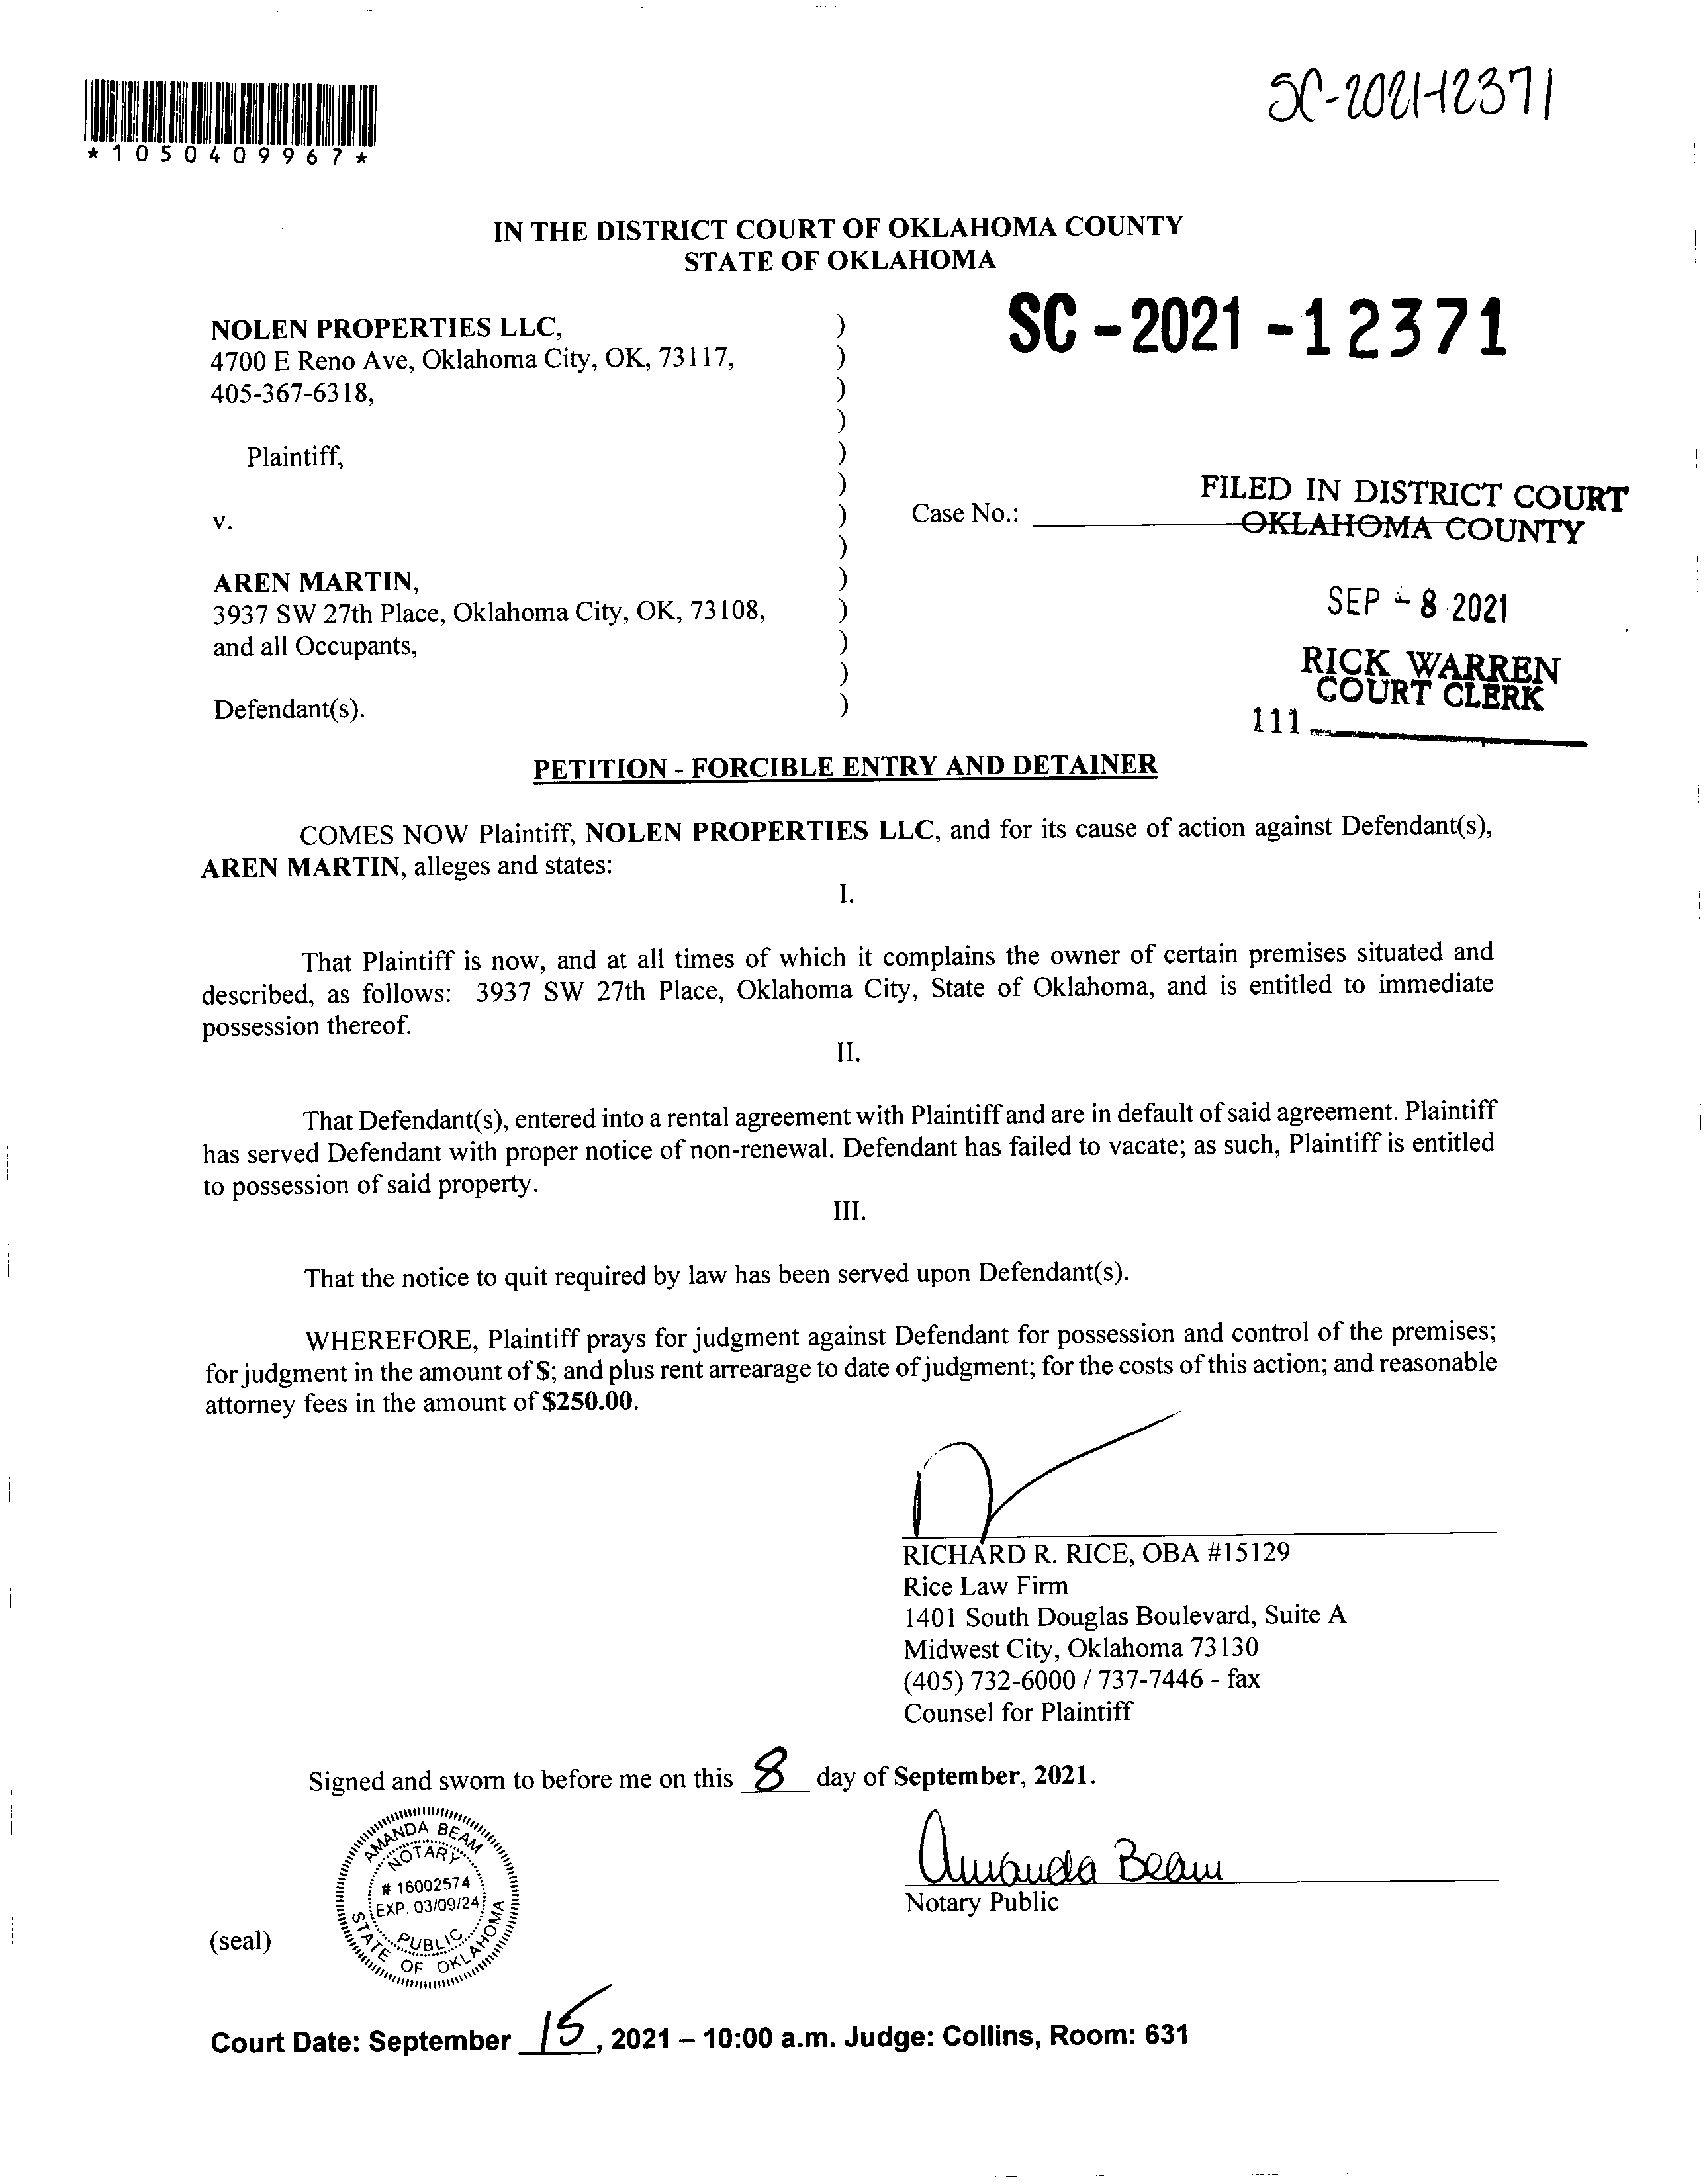 SC-2021-12371
*1050409967*
IN THE DISTRICT COURT OF OKLAHOMA COUNTY
STATE OF OKLAHOMA
NOLEN PROPERTIES LLC, )
4700 E Reno Ave, Oklahoma City, OK, 73117, )
405-367-6318, )
)
Plaintiff, )
)
v. )
)
AREN MARTIN, )
3937 SW 27th Place, Oklahoma City, OK, 73108, )
and all Occupants, )
)
Defendant(s). )
SC-2021-12371
Case No.:
FILED IN DISTRICT COURT
OKLAHOMA COUNTY
SEP - 8 2021
RICK WARREN
COURT CLERK
111
PETITION - FORCIBLE ENTRY AND DETAINER
COMES NOW Plaintiff, NOLEN PROPERTIES LLC, and for its cause of action against Defendant(s),
AREN MARTIN, alleges and states:
I.
That Plaintiff is now, and at all times of which it complains the owner of certain premises situated and
described, as follows: 3937 SW 27th Place, Oklahoma City, State of Oklahoma, and is entitled to immediate
possession thereof.
II.
That Defendant(s), entered into a rental agreement with Plaintiff and are in default of said agreement. Plaintiff
has served Defendant with proper notice of non-renewal. Defendant has failed to vacate; as such, Plaintiff is entitled
to possession of said property.
III.
That the notice to quit required by law has been served upon Defendant(s).
WHEREFORE, Plaintiff prays for judgment against Defendant for possession and control of the premises;
for judgment in the amount of $; and plus rent arrearage to date of judgment; for the costs of this action; and reasonable
attorney fees in the amount of $250.00.
RICHARD R. RICE, OBA #15129
Rice Law Firm
1401 South Douglas Boulevard, Suite A
Midwest City, Oklahoma 73130
(405) 732-6000 / 737-7446 - fax
Counsel for Plaintiff
Signed and sworn to before me on this 8 day of September, 2021.
AMANDA BEAM
NOTARY
# 16002574
EXP. 03/09/24
PUBLIC
STATE OF OKLAHOMA
Amanda Beam
Notary Public
(seal)
Court Date: September 15, 2021 – 10:00 a.m. Judge: Collins, Room: 631